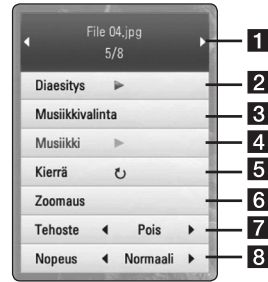 File 04.jpg
1
5/8
Diaesitys 2
Musiikkivalinta 3
Musiikki 4
Kierrä 5
Zoomaus 6
Tehoste Pois 7
Nopeus Normaali 8